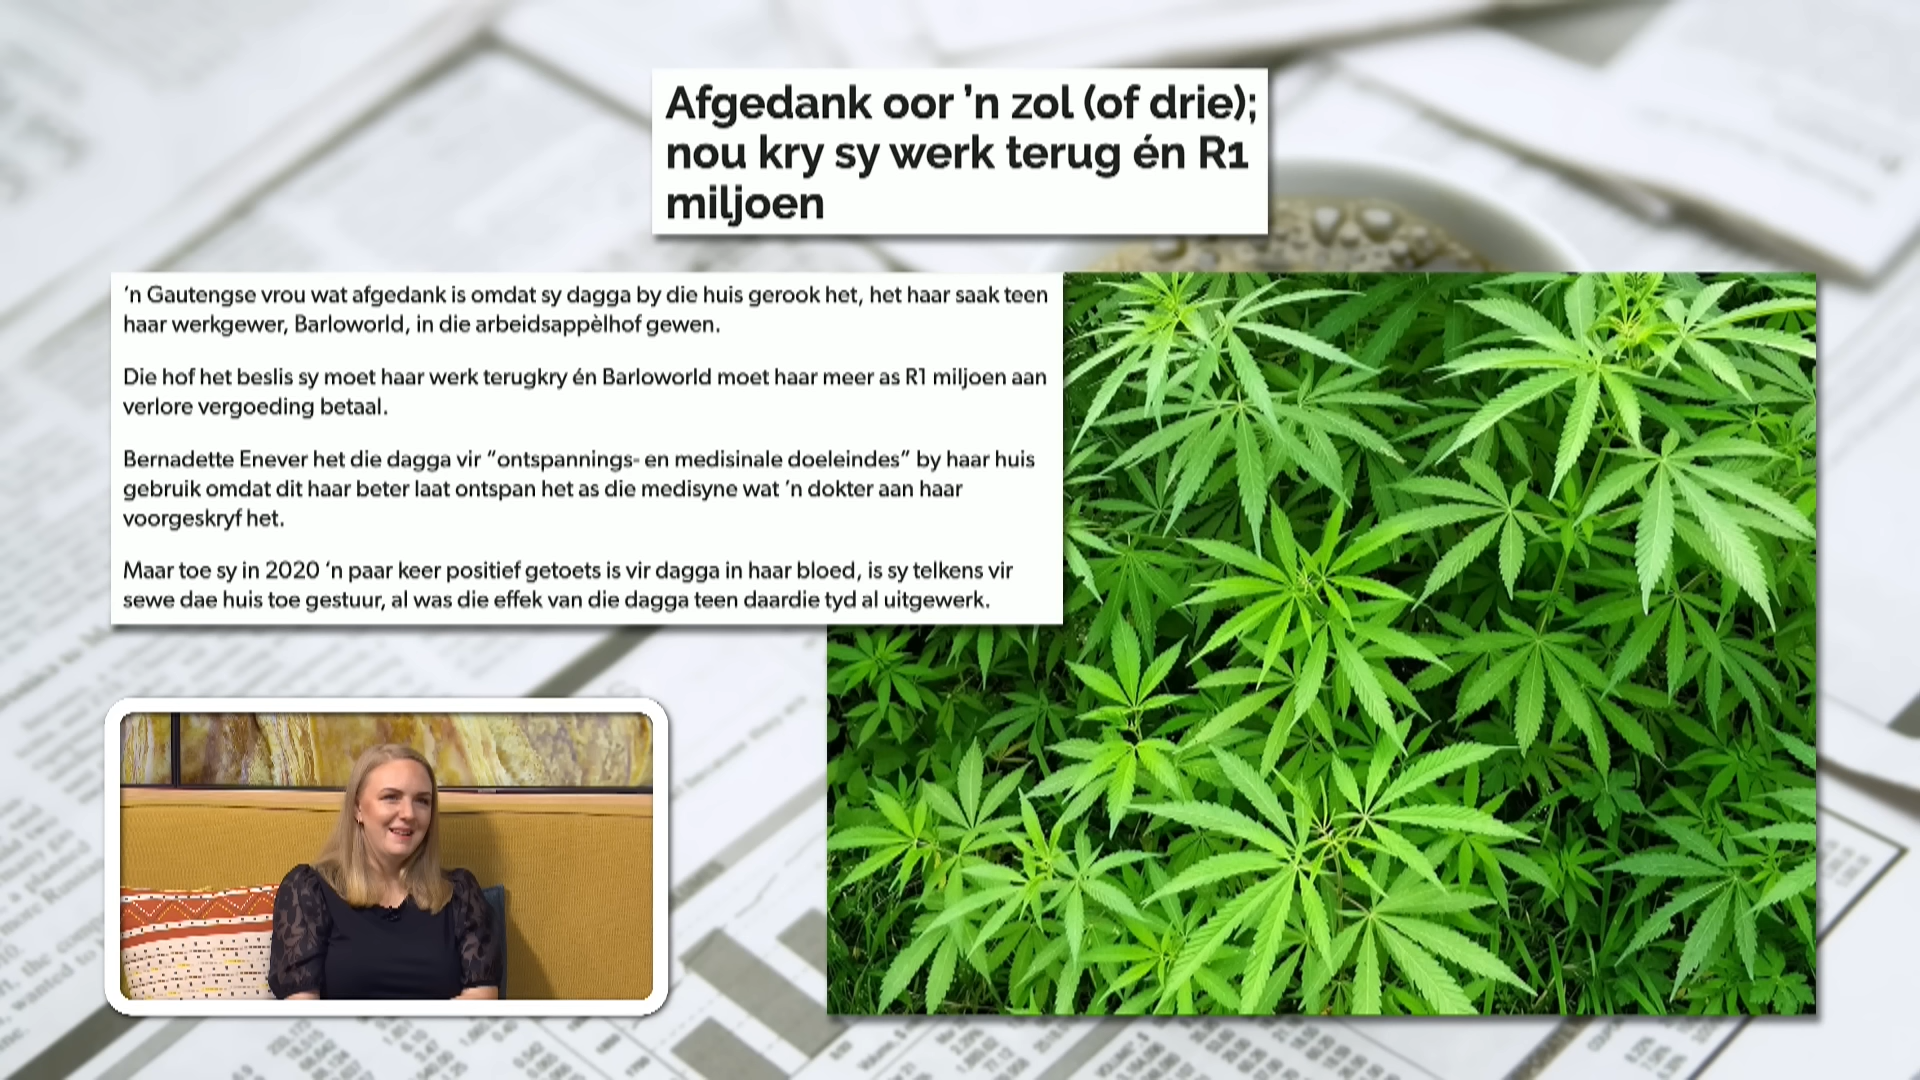 Afgedank oor ’n zol (of drie);
nou kry sy werk terug én R1
miljoen
’n Gautengse vrou wat afgedank is omdat sy dagga by die huis gerook het, het haar saak teen
haar werkgewer, Barloworld, in die arbeidsappèlhof gewen.
Die hof het beslis sy moet haar werk terugkry én Barloworld moet haar meer as R1 miljoen aan
verlore vergoeding betaal.
Bernadette Enever het die dagga vir “ontspannings- en medisinale doeleindes” by haar huis
gebruik omdat dit haar beter laat ontspan het as die medisyne wat ’n dokter aan haar
voorgeskryf het.
Maar toe sy in 2020 ‘n paar keer positief getoets is vir dagga in haar bloed, is sy telkens vir
sewe dae huis toe gestuur, al was die effek van die dagga teen daardie tyd al uitgewerk.